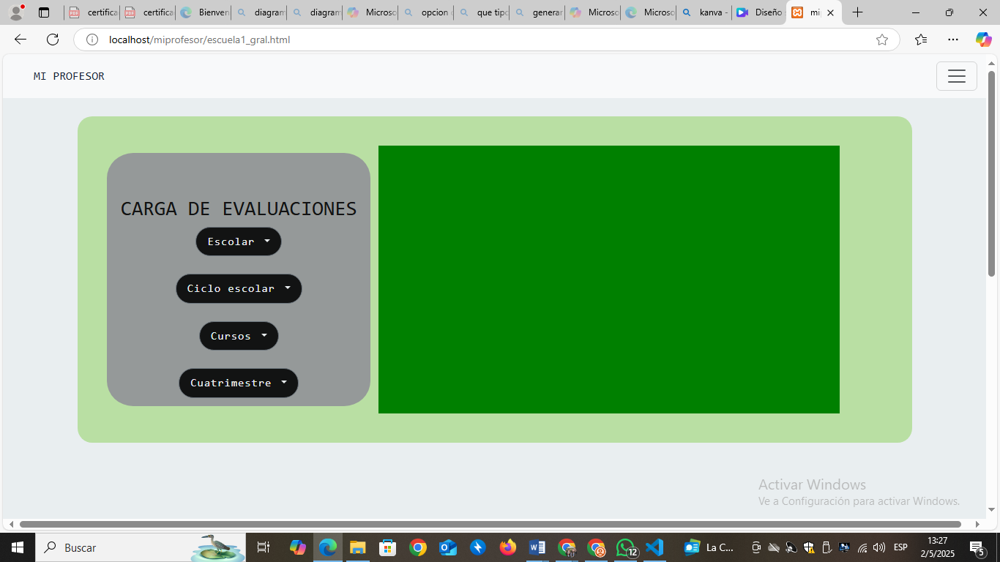 certifica
certifica
Bienven
diagram
diagram
Microso
opcion
que tipo
generar
Microso
Microso
kanva -
Diseño
mi
localhost/miprofesor/escuela1_gral.html
MI PROFESOR
CARGA DE EVALUACIONES
Escolar
Ciclo escolar
Cursos
Cuatrimestre
Activar Windows
Ve a Configuración para activar Windows.
Buscar
12
La C...
ESP
13:27
2/5/2025
5